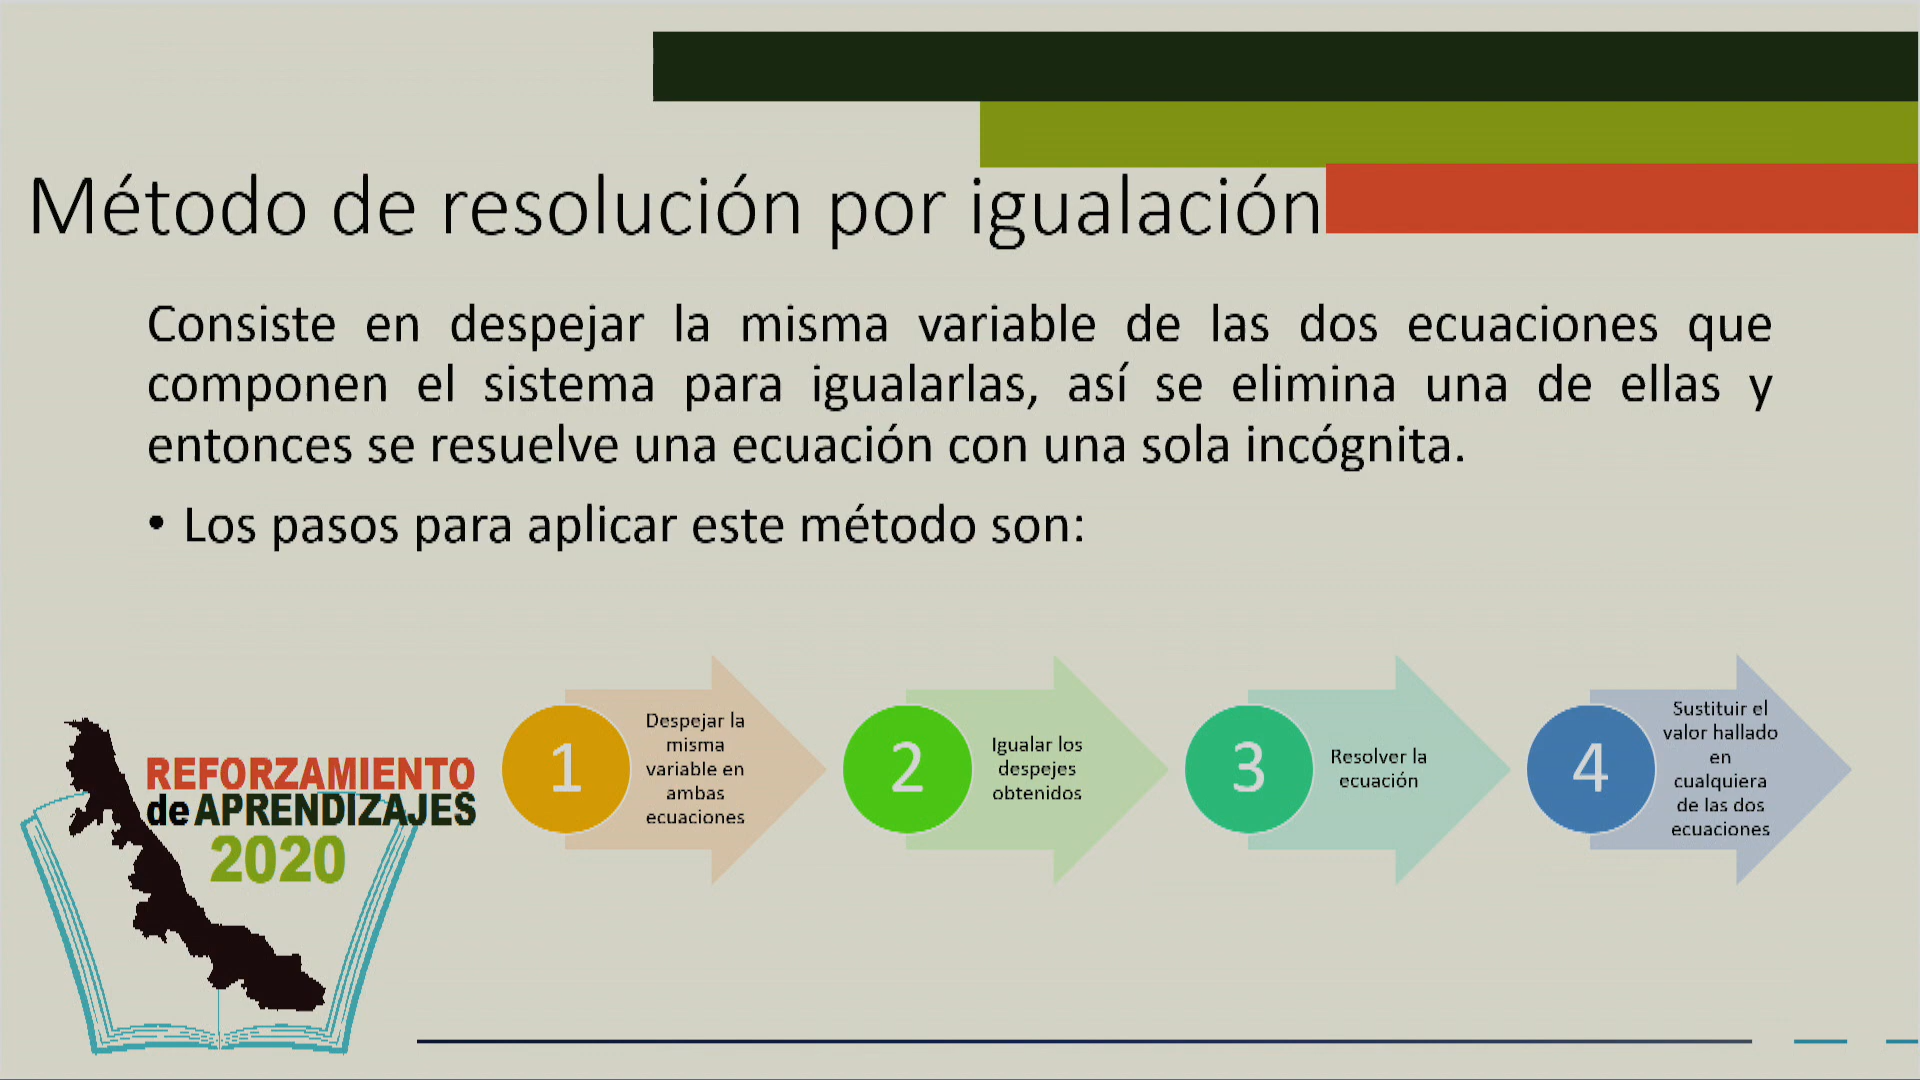 Método de resolución por igualación
Consiste en despejar la misma variable de las dos ecuaciones que
componen el sistema para igualarlas, así se elimina una de ellas y
entonces se resuelve una ecuación con una sola incógnita.
• Los pasos para aplicar este método son:
1
Despejar la
misma
variable en
ambas
ecuaciones
2
Igualar los
despejes
obtenidos
3
Resolver la
ecuación
4
Sustituir el
valor hallado
en
cualquiera
de las dos
ecuaciones
REFORZAMIENTO
de APRENDIZAJES
2020